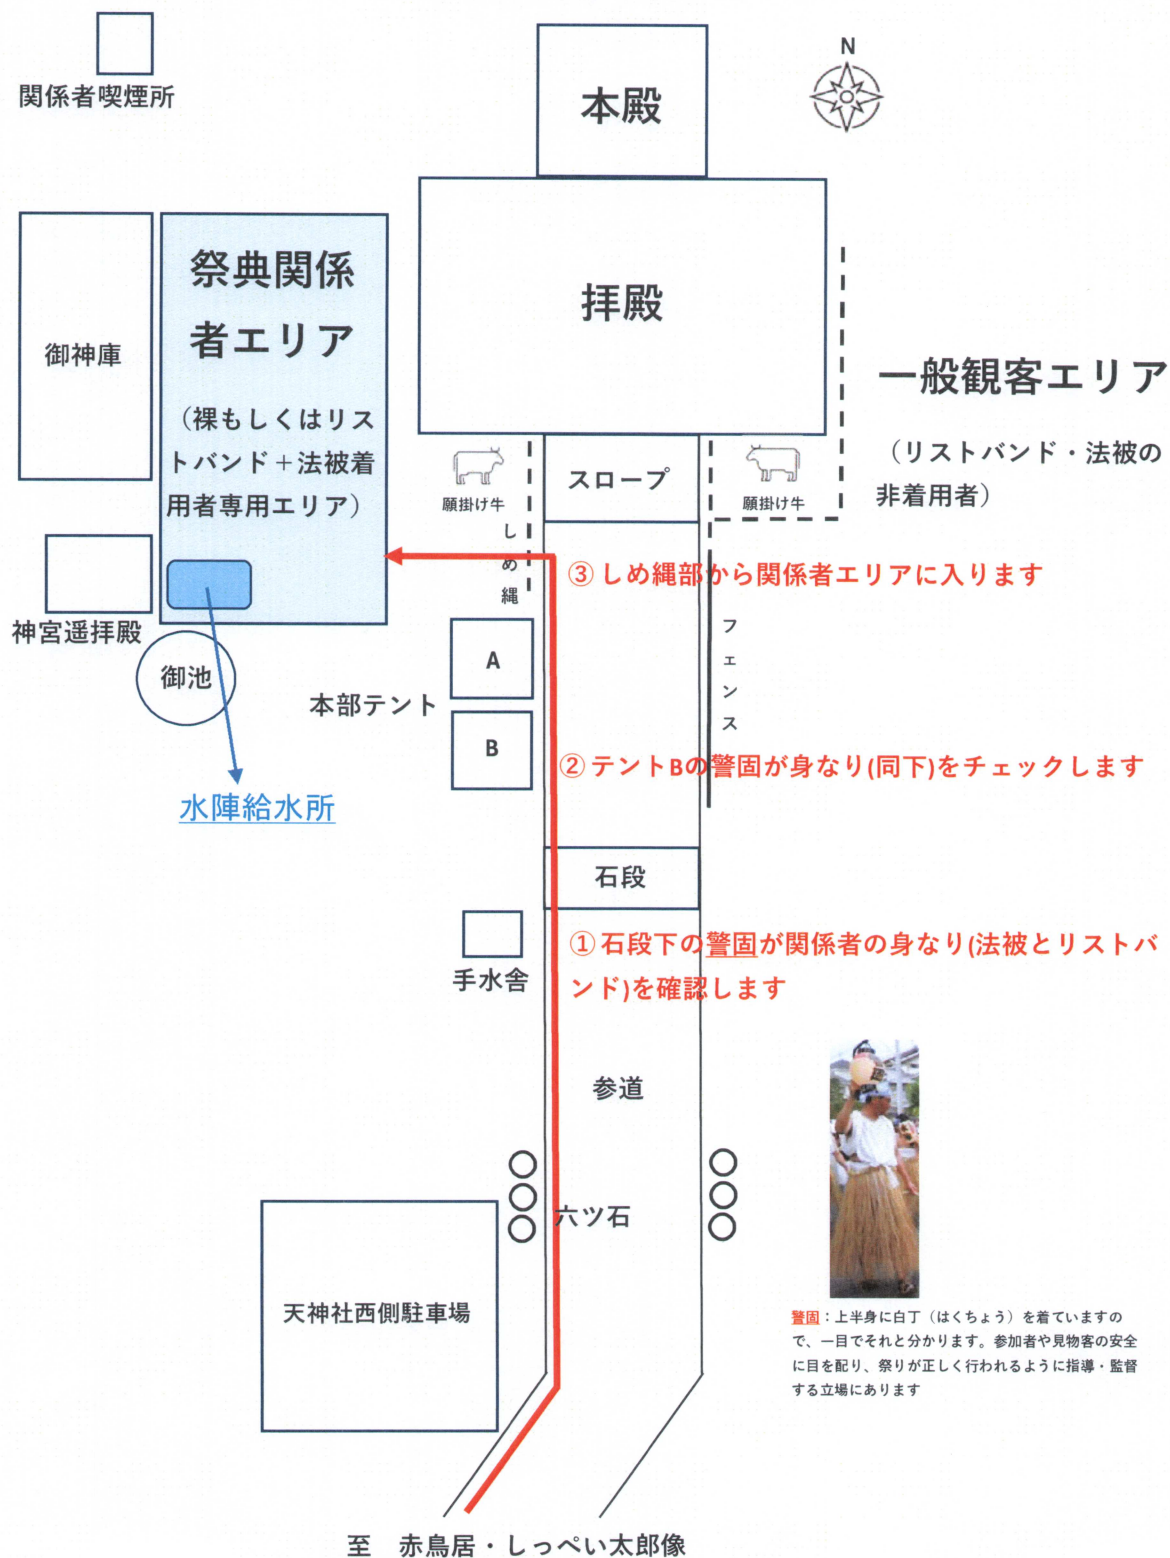 N
関係者喫煙所
本殿
祭典関係
者エリア
（裸もしくはリス
トバンド＋法被着
用者専用エリア）
御神庫
拝殿
一般観客エリア
（リストバンド・法被の
非着用者）
願掛け牛
スロープ
願掛け牛
しめ縄
③しめ縄部から関係者エリアに入ります
神宮遥拝殿
御池
本部テント
A
B
フェンス
②テントBの警固が身なり(同下)をチェックします
水陣給水所
石段
手水舎
①石段下の警固が関係者の身なり(法被とリストバ
ンド)を確認します
参道
六ツ石
天神社西側駐車場
警固：上半身に白丁（はくちょう）を着ていますの
で、一目でそれと分かります。参加者や見物客の安全
に目を配り、祭りが正しく行われるように指導・監督
する立場にあります
至　赤鳥居・しっぺい太郎像